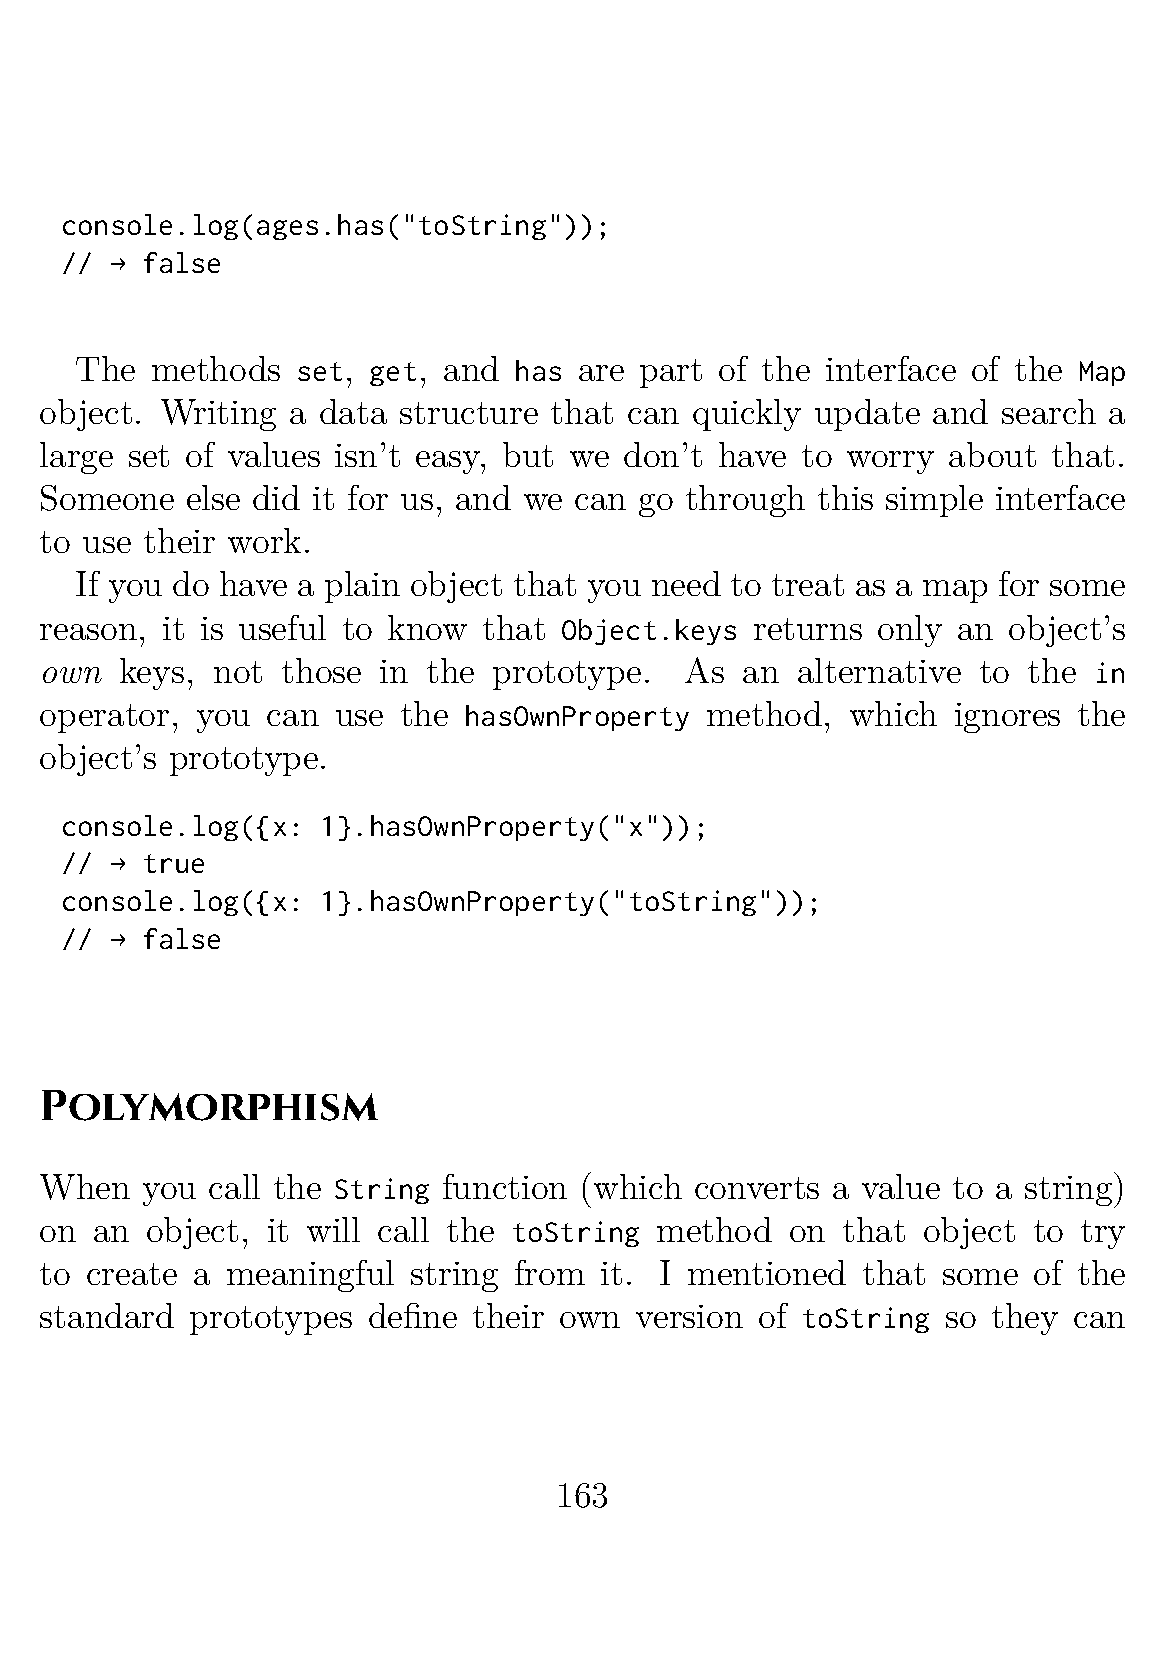 console.log(ages.has("toString"));
// → false
The methods set, get, and has are part of the interface of the Map
object. Writing a data structure that can quickly update and search a
large set of values isn't easy, but we don't have to worry about that.
Someone else did it for us, and we can go through this simple interface
to use their work.
If you do have a plain object that you need to treat as a map for some
reason, it is useful to know that Object.keys returns only an object's
own keys, not those in the prototype. As an alternative to the in
operator, you can use the hasOwnProperty method, which ignores the
object's prototype.
console.log({x: 1}.hasOwnProperty("x"));
// → true
console.log({x: 1}.hasOwnProperty("toString"));
// → false
Polymorphism
When you call the String function (which converts a value to a string)
on an object, it will call the toString method on that object to try
to create a meaningful string from it. I mentioned that some of the
standard prototypes define their own version of toString so they can
163